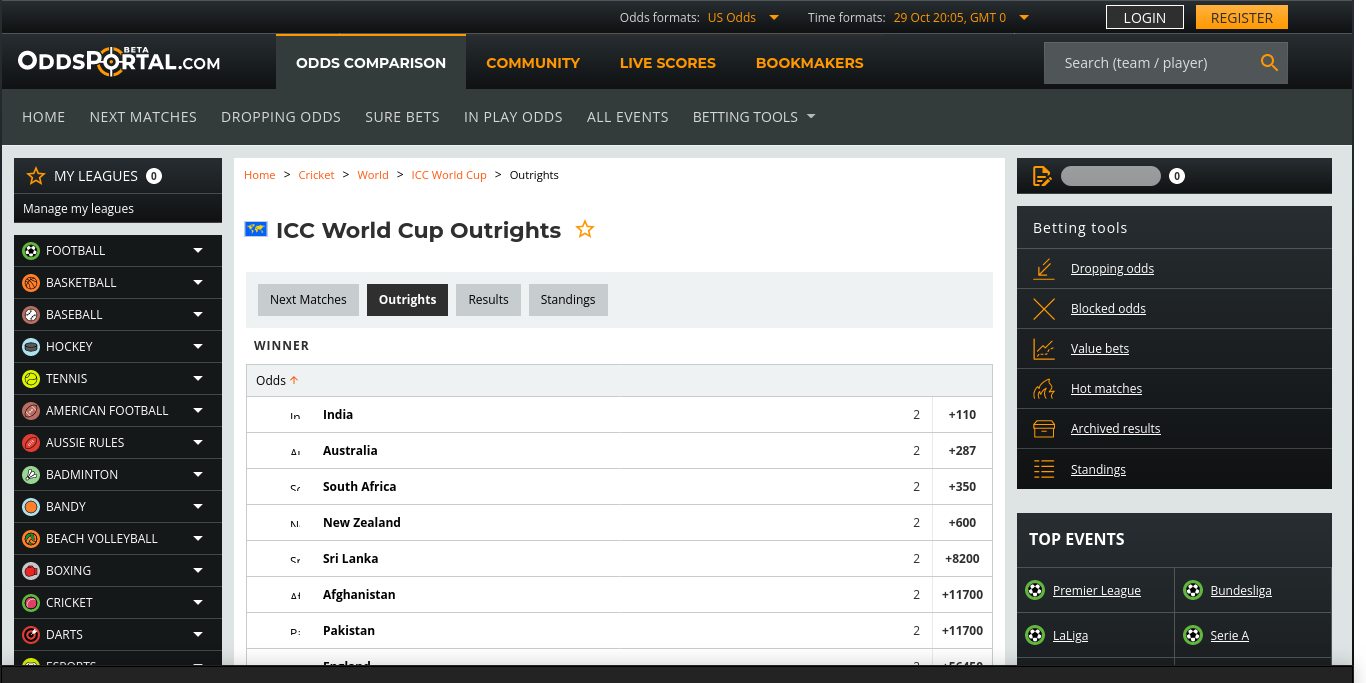 Odds formats: US Odds Time formats: 29 Oct 20:05, GMT 0 LOGIN REGISTER
ODDSPORTAL.COM BETA
ODDS COMPARISON COMMUNITY LIVE SCORES BOOKMAKERS
Search (team / player)
HOME NEXT MATCHES DROPPING ODDS SURE BETS IN PLAY ODDS ALL EVENTS BETTING TOOLS
MY LEAGUES 0
Manage my leagues
FOOTBALL
BASKETBALL
BASEBALL
HOCKEY
TENNIS
AMERICAN FOOTBALL
AUSSIE RULES
BADMINTON
BANDY
BEACH VOLLEYBALL
BOXING
CRICKET
DARTS
ESPORTS
Home > Cricket > World > ICC World Cup > Outrights
ICC World Cup Outrights
Next Matches Outrights Results Standings
WINNER
Odds
India 2 +110
Australia 2 +287
South Africa 2 +350
New Zealand 2 +600
Sri Lanka 2 +8200
Afghanistan 2 +11700
Pakistan 2 +11700
England 2
0
Betting tools
Dropping odds
Blocked odds
Value bets
Hot matches
Archived results
Standings
TOP EVENTS
Premier League Bundesliga
LaLiga Serie A